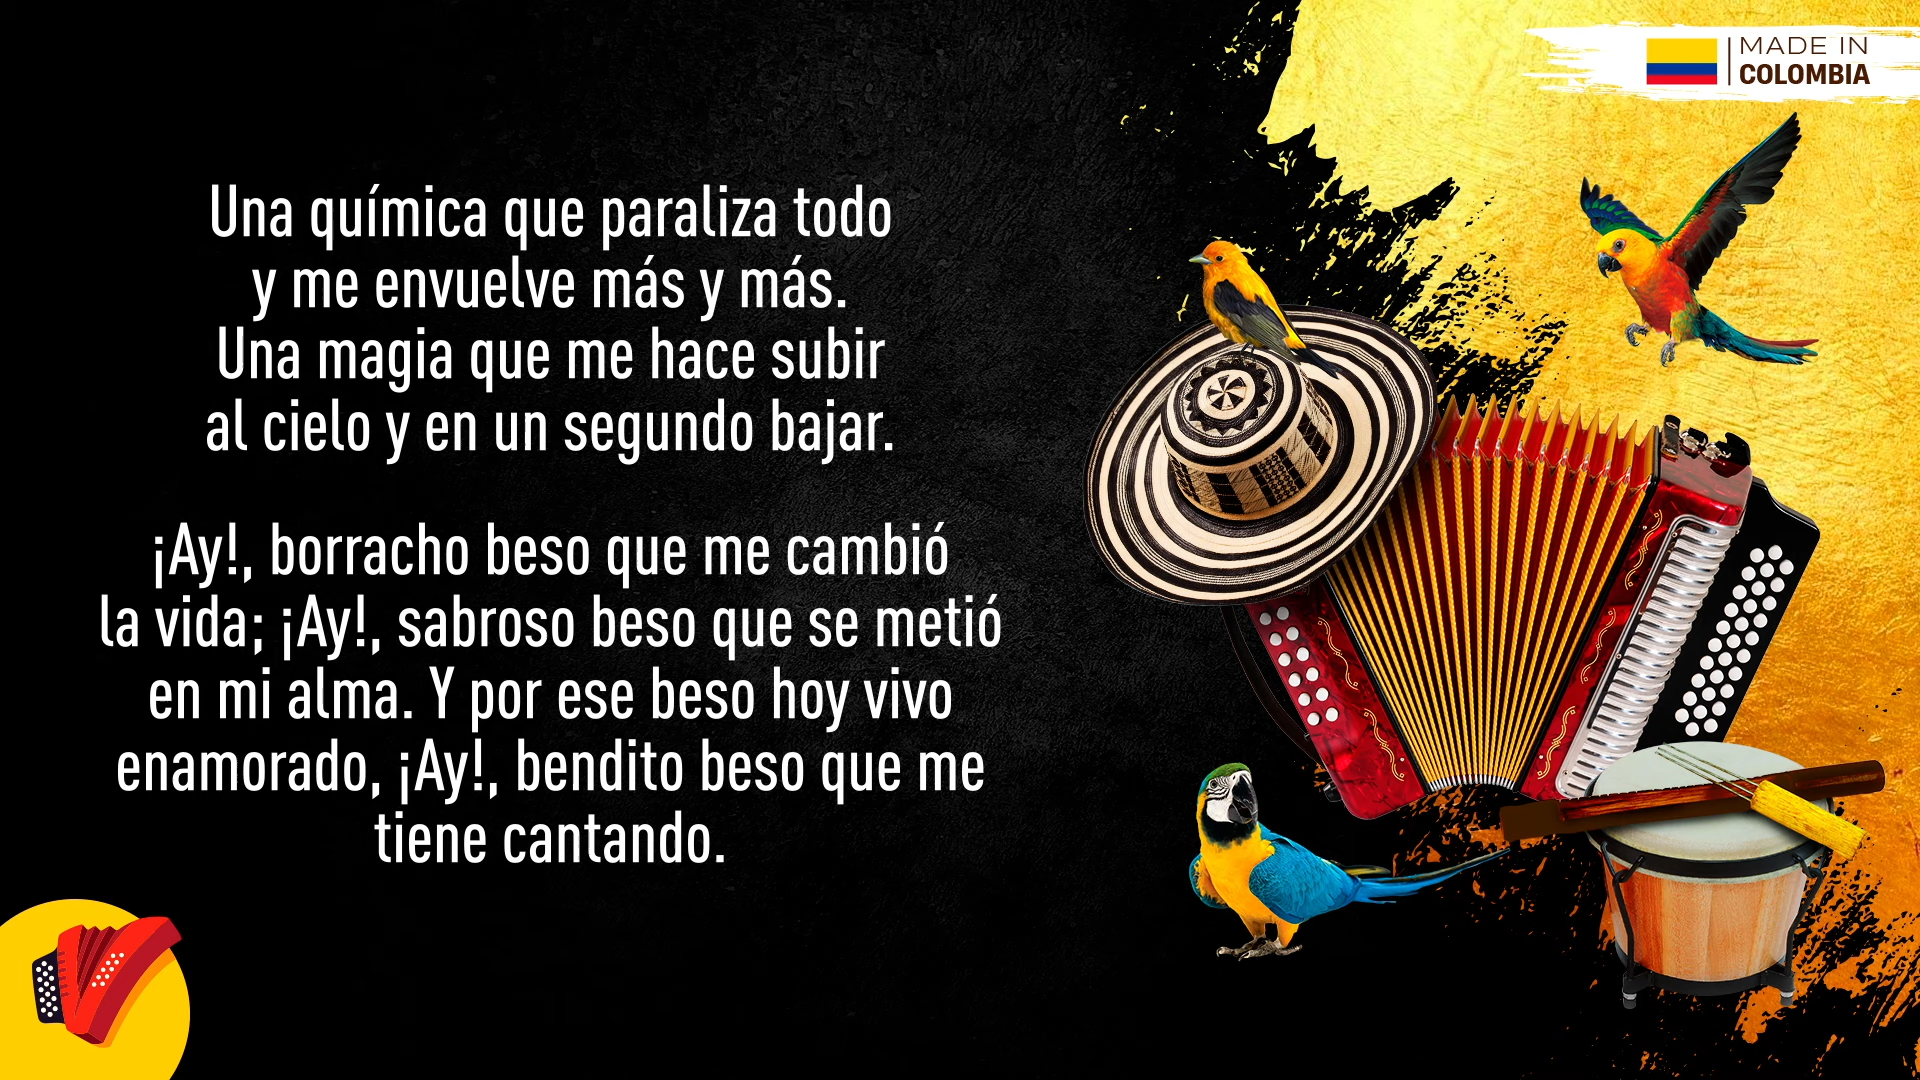 MADE IN
COLOMBIA
Una química que paraliza todo
y me envuelve más y más.
Una magia que me hace subir
al cielo y en un segundo bajar.
¡Ay!, borracho beso que me cambió
la vida; ¡Ay!, sabroso beso que se metió
en mi alma. Y por ese beso hoy vivo
enamorado, ¡Ay!, bendito beso que me
tiene cantando.